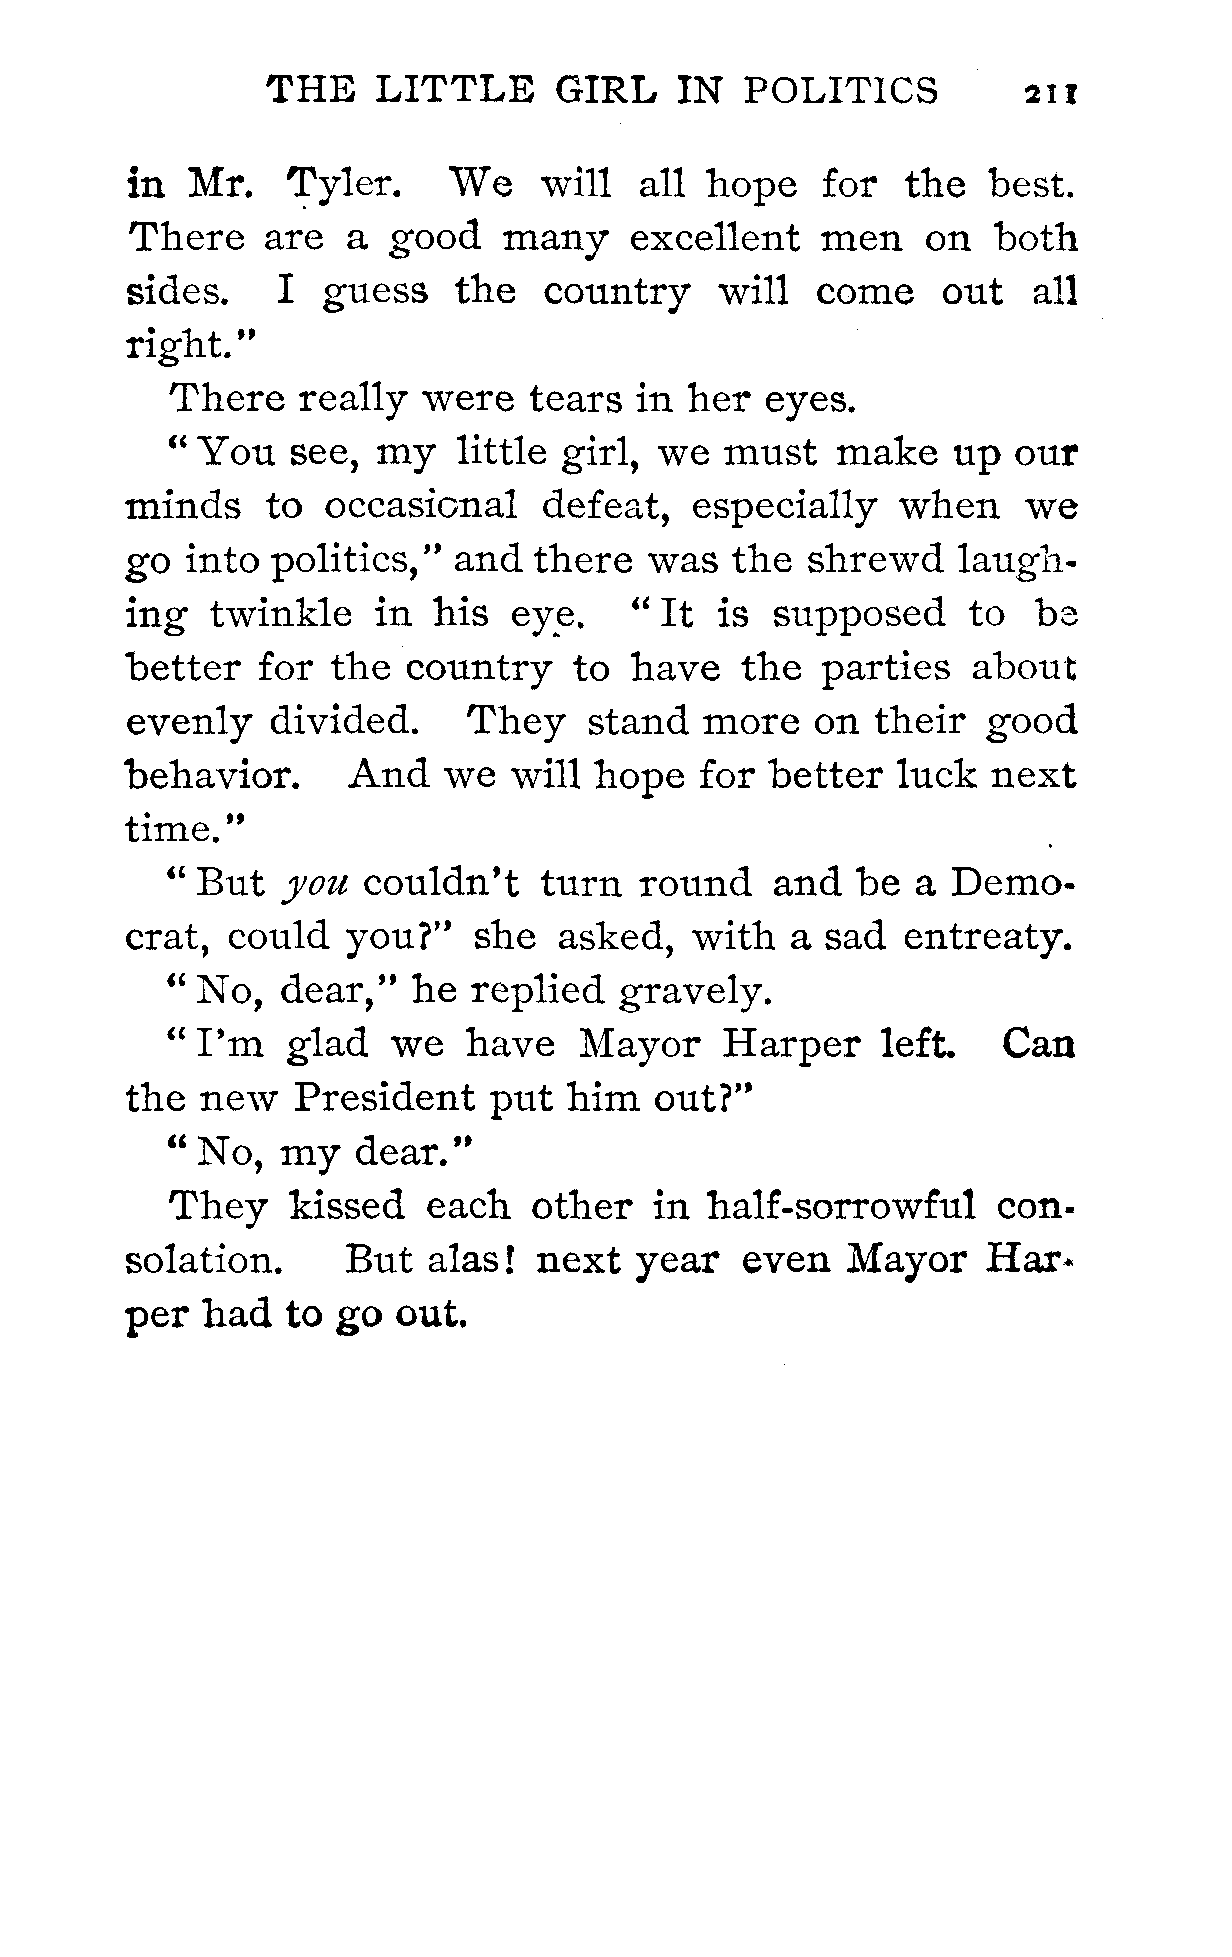 THE LITTLE GIRL IN POLITICS 211
in Mr. Tyler. We will all hope for the best.
There are a good many excellent men on both
sides. I guess the country will come out all
right."
There really were tears in her eyes.
"You see, my little girl, we must make up our
minds to occasional defeat, especially when we
go into politics," and there was the shrewd laugh-
ing twinkle in his eye. "It is supposed to be
better for the country to have the parties about
evenly divided. They stand more on their good
behavior. And we will hope for better luck next
time."
"But you couldn't turn round and be a Demo-
crat, could you?" she asked, with a sad entreaty.
"No, dear," he replied gravely.
"I'm glad we have Mayor Harper left. Can
the new President put him out?"
"No, my dear."
They kissed each other in half-sorrowful con-
solation. But alas! next year even Mayor Har-
per had to go out.